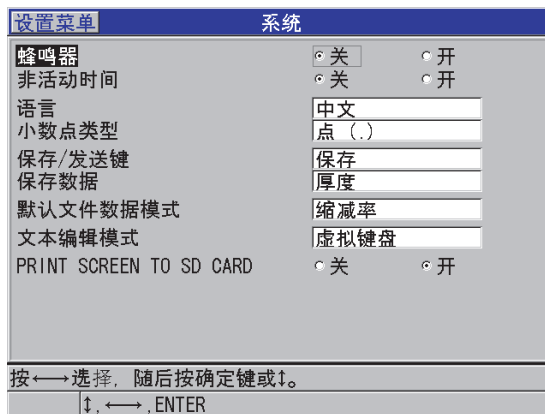 设置菜单 系统
蜂鸣器 关 开
非活动时间 关 开
语言 中文
小数点类型 点 (.)
保存/发送键 保存
保存数据 厚度
默认文件数据模式 缩减率
文本编辑模式 虚拟键盘
PRINT SCREEN TO SD CARD 关 开
按←→选择, 随后按确定键或↕。
↕,←→,ENTER